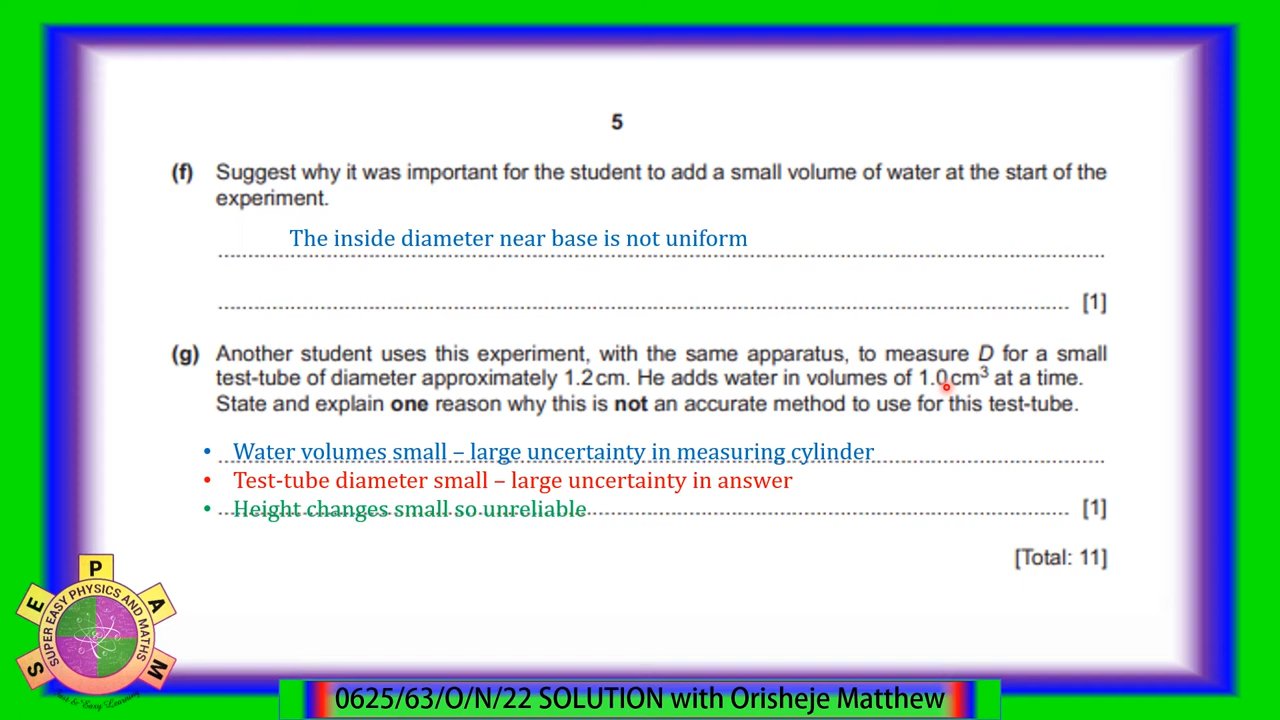 5
(f) Suggest why it was important for the student to add a small volume of water at the start of the
experiment.
The inside diameter near base is not uniform
[1]
(g) Another student uses this experiment, with the same apparatus, to measure D for a small
test-tube of diameter approximately 1.2 cm. He adds water in volumes of 1.0 cm³ at a time.
State and explain one reason why this is not an accurate method to use for this test-tube.
• Water volumes small – large uncertainty in measuring cylinder
• Test-tube diameter small – large uncertainty in answer
• Height changes small so unreliable
[1]
[Total: 11]
S E P A M
SUPER EASY PHYSICS AND MATHS
Fast & Easy Learning
0625/63/O/N/22 SOLUTION with Orisheje Matthew